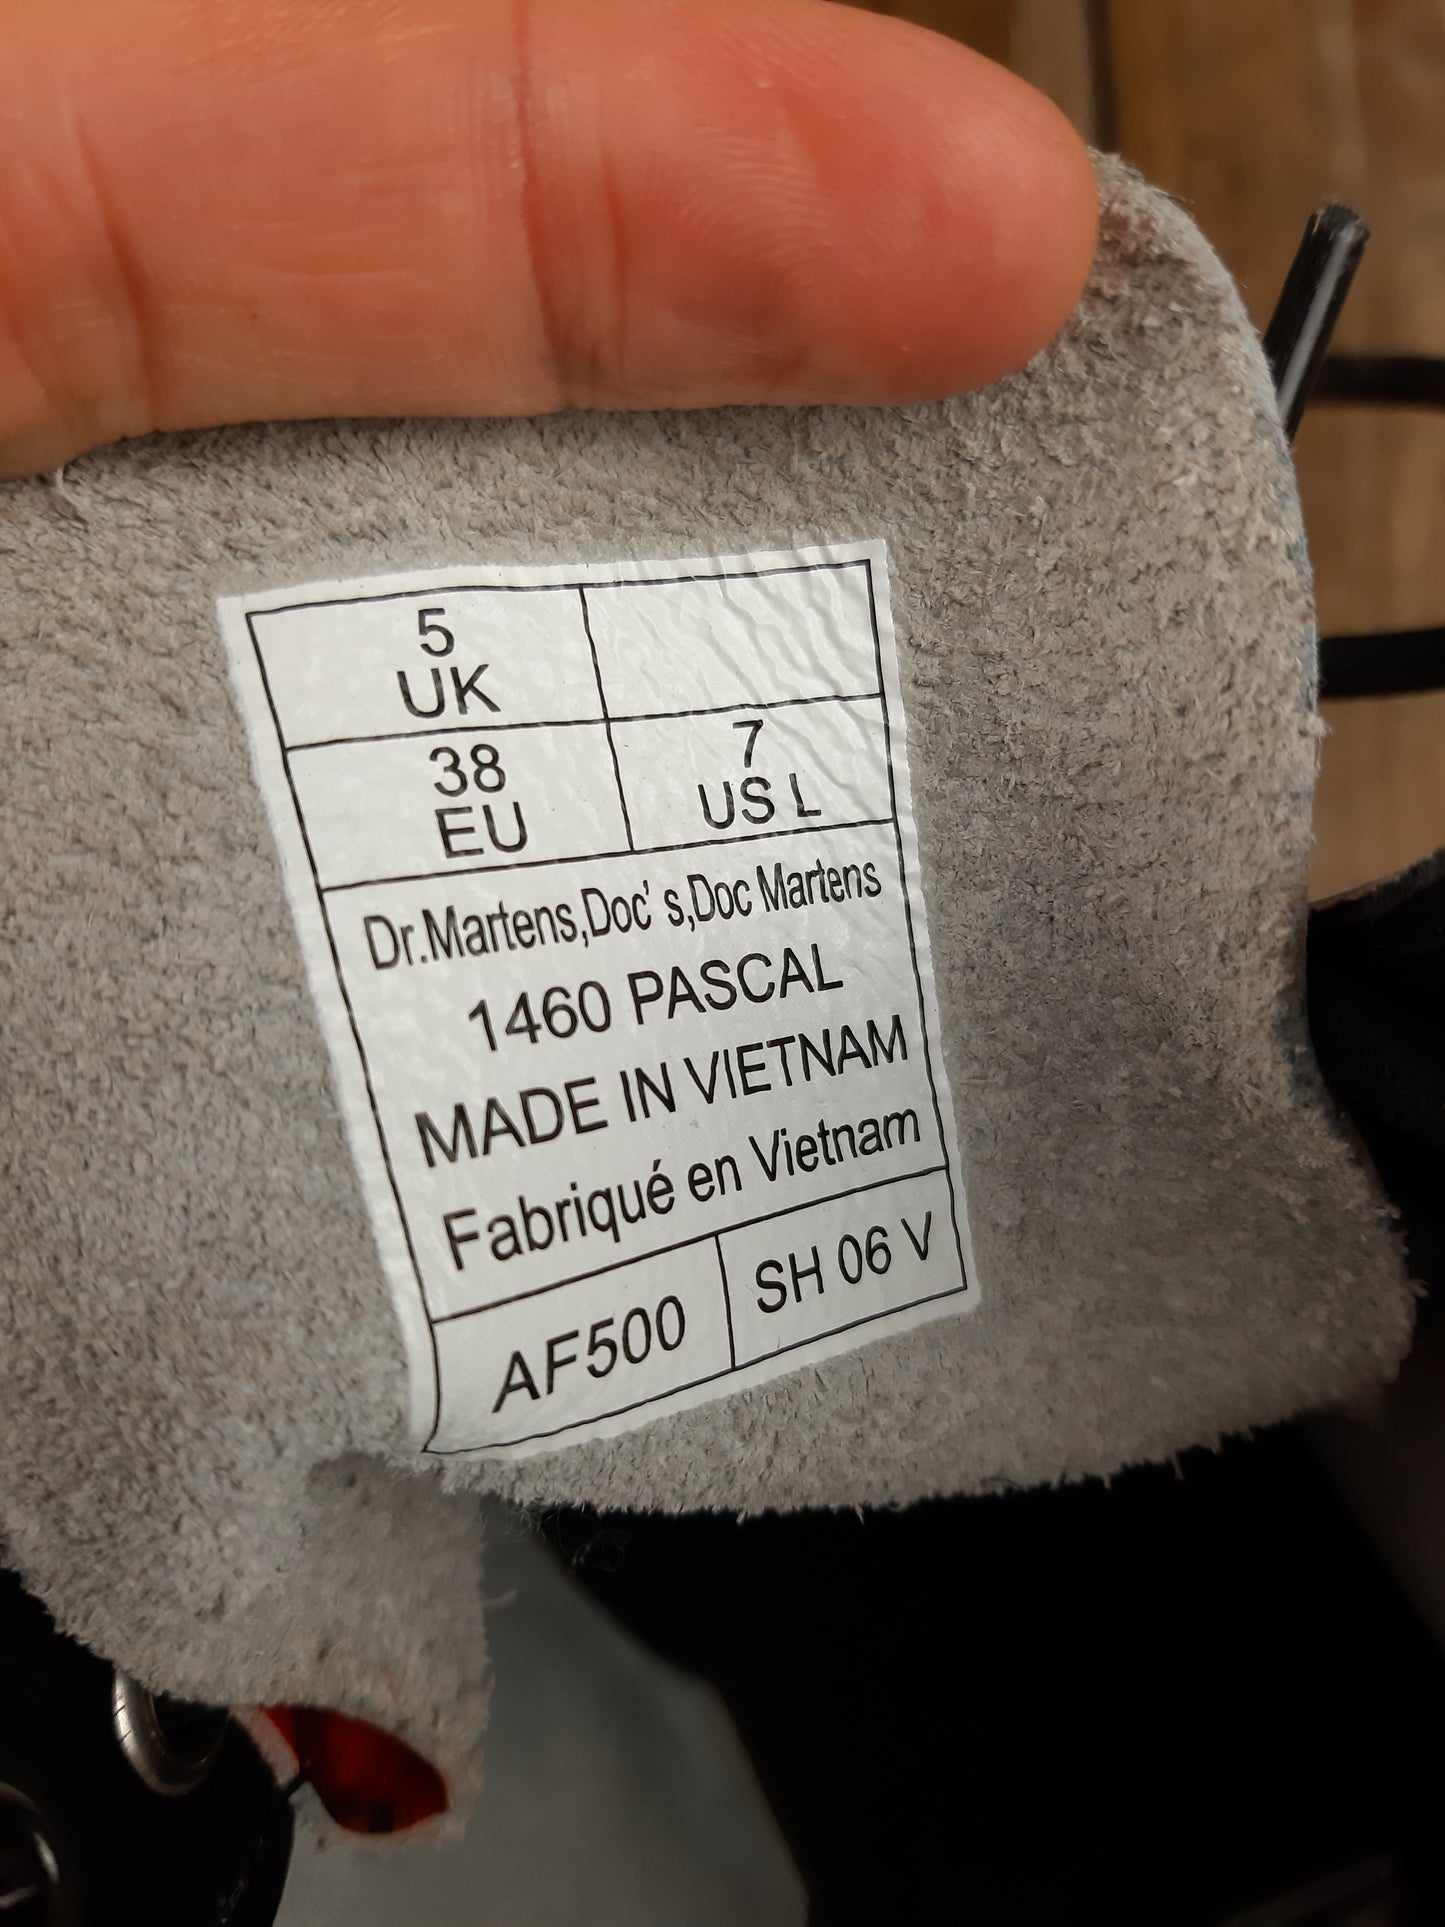 5
UK
38
EU
7
US L
Dr.Martens,Doc's,Doc Martens
1460 PASCAL
MADE IN VIETNAM
Fabriqué en Vietnam
AF500
SH 06 V